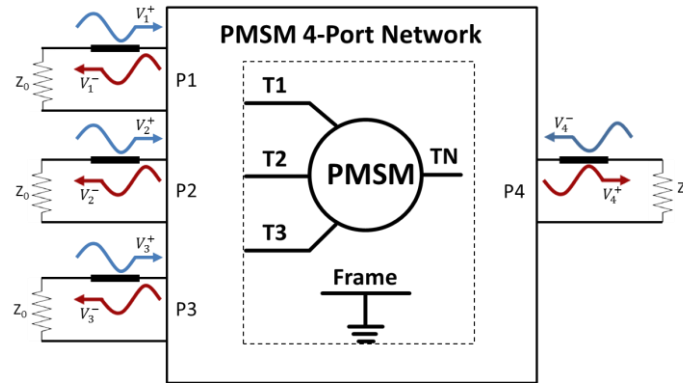 V₁⁺
PMSM 4-Port Network
Z₀
V₁⁻
P1
T1
V₂⁺
V₄⁻
T2
TN
PMSM
Z₀
V₂⁻
P2
P4
V₄⁺
Z
T3
V₃⁺
Frame
Z₀
V₃⁻
P3